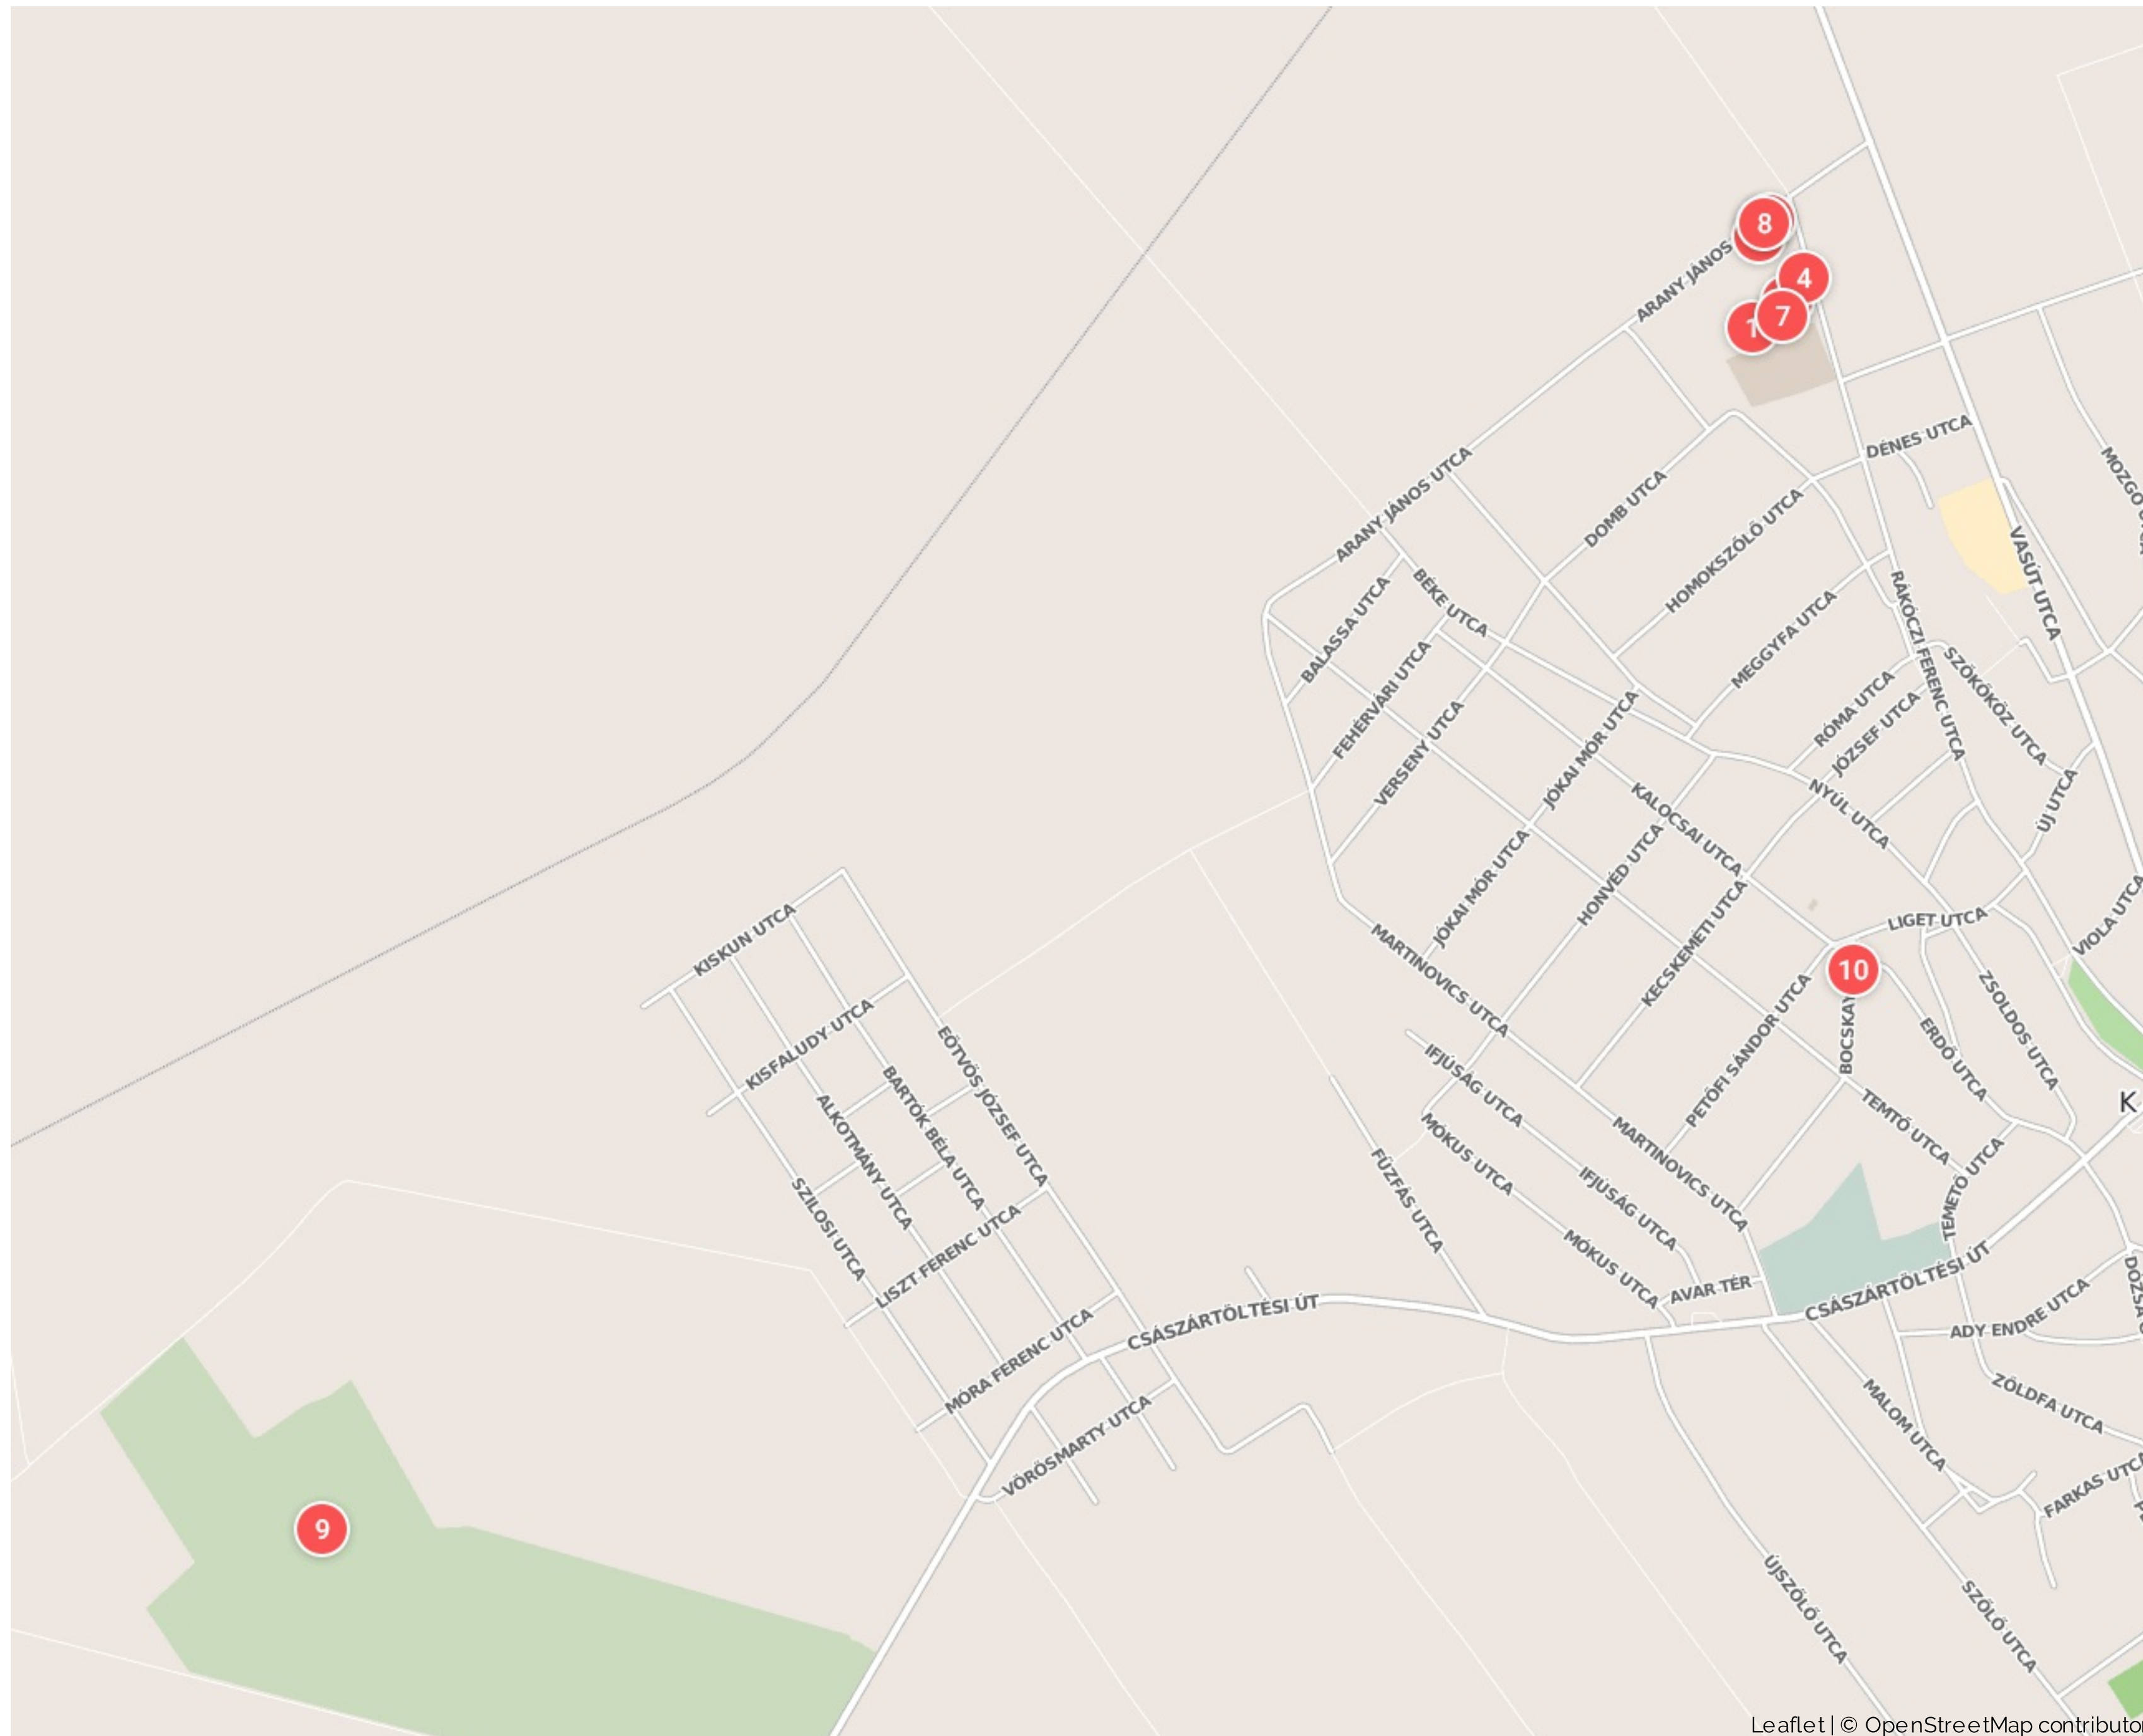 8
ARANY JÁNOS
4
1
7
DÉNES UTCA
MOZGÓ
ARANY JÁNOS UTCA
DOMB UTCA
HOMOKSZŐLŐ UTCA
VASÚT UTCA
BÉKE UTCA
BALASSA UTCA
MEGGYFA UTCA
RÁKÓCZI FERENC UTCA
FEHÉRVÁRI UTCA
SZŐKŐKÖZ UTCA
RÓMA UTCA
JÓZSEF UTCA
VERSENY UTCA
JÓKAI MÓR UTCA
KALOCSAI UTCA
NYÚL UTCA
ÚJ UTCA
JÓKAI MÓR UTCA
HONVÉD UTCA
KECSKEMÉTI UTCA
LIGET UTCA
VIOLA UTCA
KISKUN UTCA
MARTINOVICS UTCA
10
KISFALUDY UTCA
PETŐFI SÁNDOR UTCA
BOCSKAY
ERDŐ UTCA
ZSOLDOS UTCA
EÖTVÖS JÓZSEF UTCA
IFJÚSÁG UTCA
K
BARTÓK BÉLA UTCA
ALKOTMÁNY UTCA
TEMTŐ UTCA
MÓKUS UTCA
MARTINOVICS UTCA
FŰZFÁS UTCA
IFJÚSÁG UTCA
TEMETŐ UTCA
SZILOSI UTCA
LISZT FERENC UTCA
MÓKUS UTCA
AVAR TÉR
CSÁSZÁRTÖLTÉSI ÚT
CSÁSZÁRTÖLTÉSI ÚT
DÓZSA
ADY ENDRE UTCA
MÓRA FERENC UTCA
ZÖLDFA UTCA
MALOM UTCA
VÖRÖSMARTY UTCA
FARKAS UTCA
9
ÚJSZŐLŐ UTCA
SZŐLŐ UTCA
Leaflet | © OpenStreetMap contributo